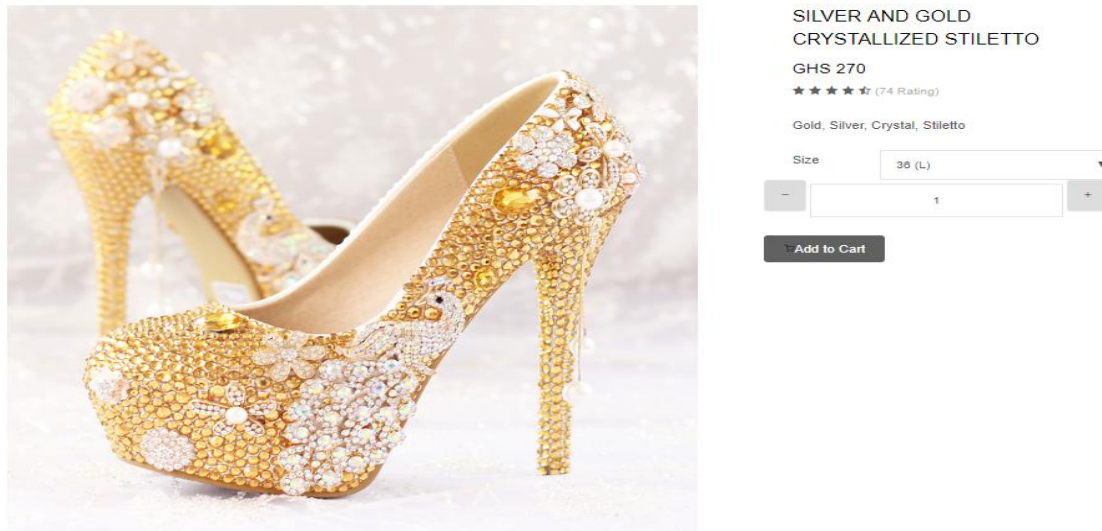 SILVER AND GOLD
CRYSTALLIZED STILETTO
GHS 270
(74 Rating)
Gold, Silver, Crystal, Stiletto
Size
36 (L)
− 1 +
Add to Cart